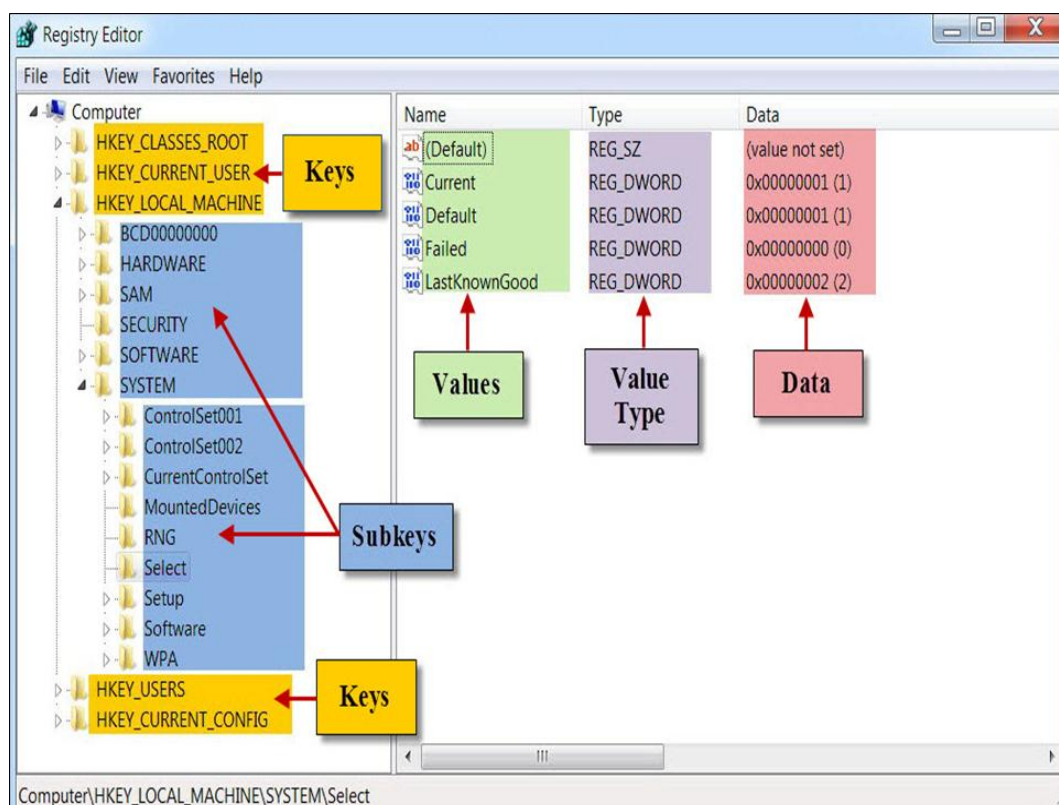 Registry Editor
File Edit View Favorites Help
Computer
HKEY_CLASSES_ROOT
HKEY_CURRENT_USER
HKEY_LOCAL_MACHINE
BCD00000000
HARDWARE
SAM
SECURITY
SOFTWARE
SYSTEM
ControlSet001
ControlSet002
CurrentControlSet
MountedDevices
RNG
Select
Setup
Software
WPA
HKEY_USERS
HKEY_CURRENT_CONFIG
Keys
Subkeys
Keys
Name Type Data
(Default) REG_SZ (value not set)
Current REG_DWORD 0x00000001 (1)
Default REG_DWORD 0x00000001 (1)
Failed REG_DWORD 0x00000000 (0)
LastKnownGood REG_DWORD 0x00000002 (2)
Values
Value
Type
Data
Computer\HKEY_LOCAL_MACHINE\SYSTEM\Select